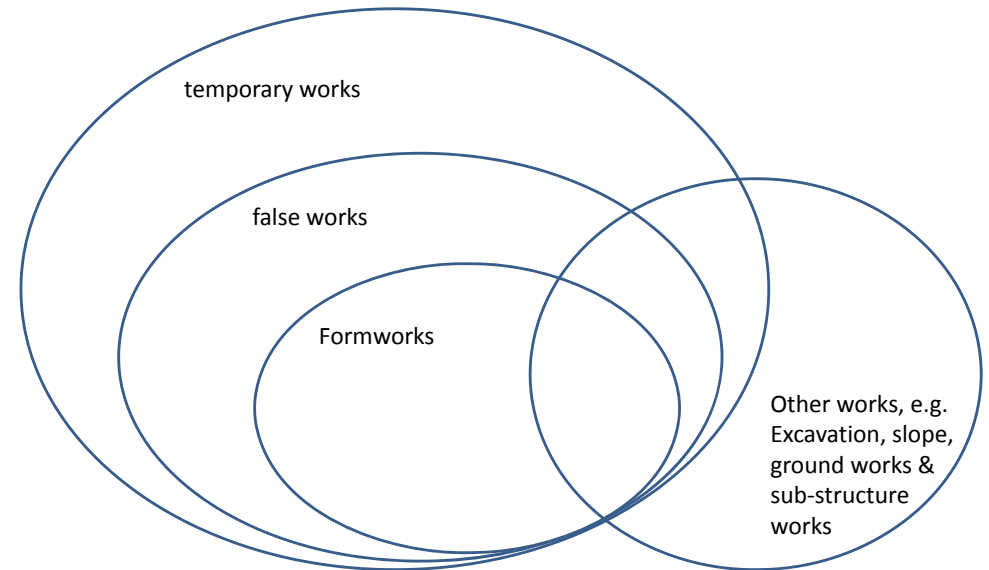 temporary works
false works
Formworks
Other works, e.g.
Excavation, slope,
ground works &
sub-structure
works